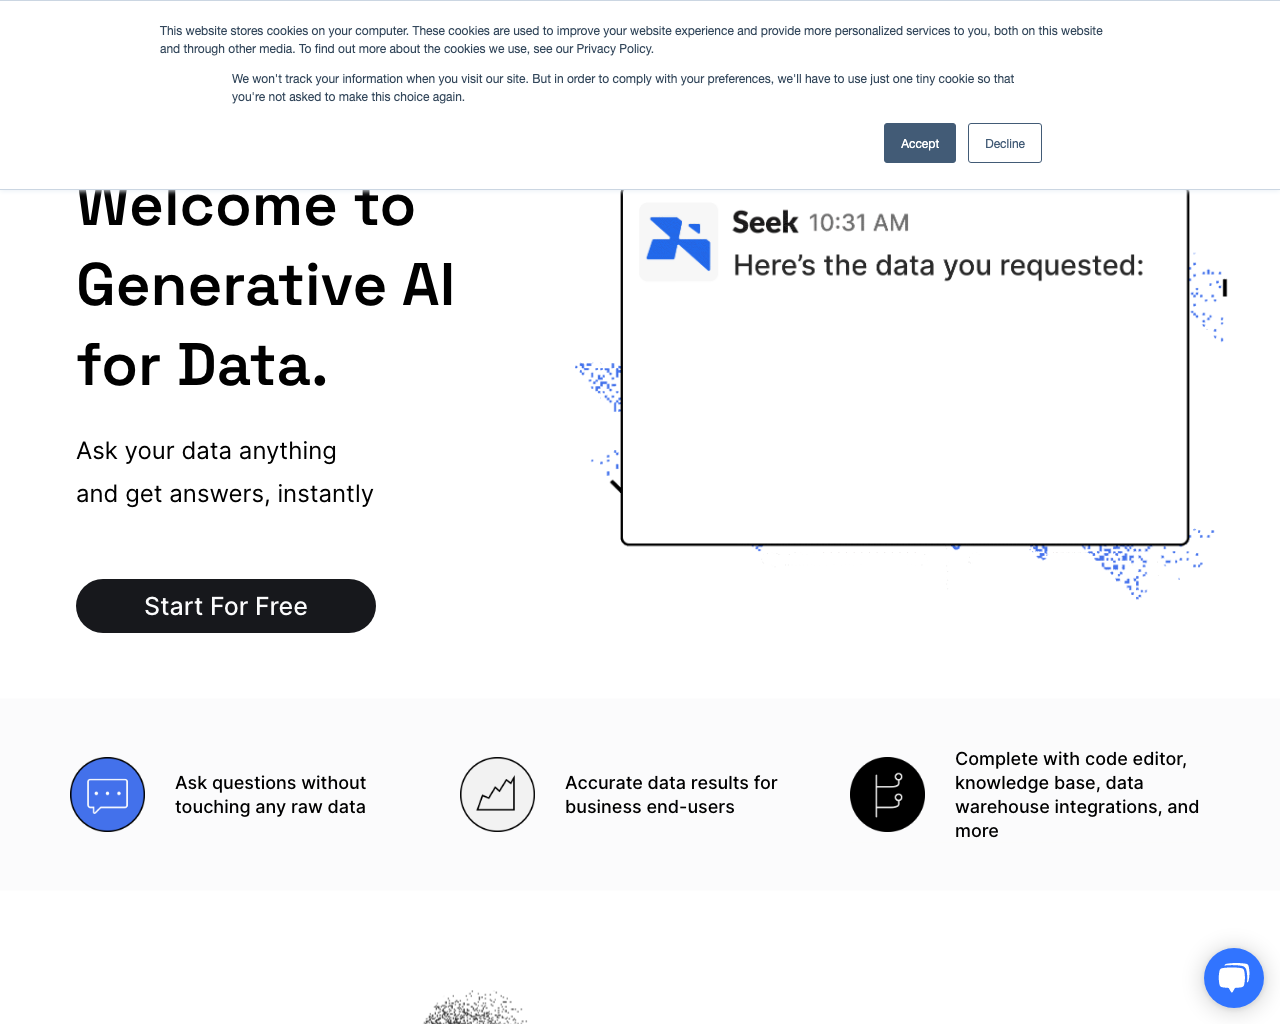 This website stores cookies on your computer. These cookies are used to improve your website experience and provide more personalized services to you, both on this website
and through other media. To find out more about the cookies we use, see our Privacy Policy.
We won't track your information when you visit our site. But in order to comply with your preferences, we'll have to use just one tiny cookie so that
you're not asked to make this choice again.
Accept
Decline
Welcome to
Generative AI
for Data.
Ask your data anything
and get answers, instantly
Start For Free
Seek 10:31 AM
Here's the data you requested:
Ask questions without
touching any raw data
Accurate data results for
business end-users
Complete with code editor,
knowledge base, data
warehouse integrations, and
more